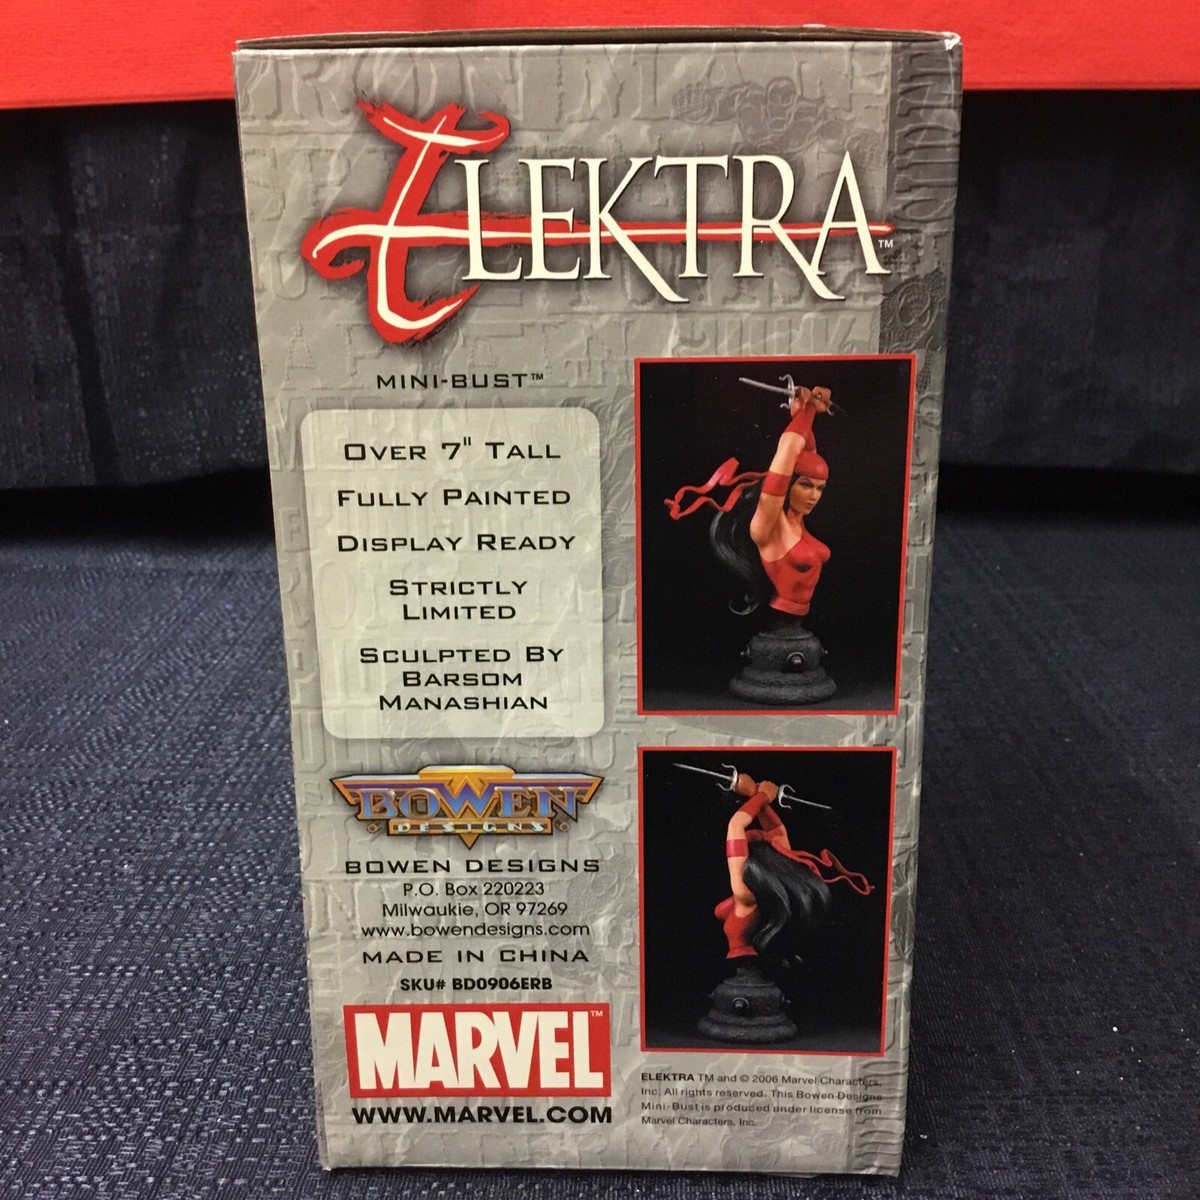 ELEKTRA™
MINI-BUST™
OVER 7" TALL
FULLY PAINTED
DISPLAY READY
STRICTLY
LIMITED
SCULPTED BY
BARSOM
MANASHIAN
BOWEN
DESIGNS
BOWEN DESIGNS
P.O. Box 220223
Milwaukie, OR 97269
www.bowendesigns.com
MADE IN CHINA
SKU# BD0906ERB
MARVEL™
WWW.MARVEL.COM
ELEKTRA TM and © 2006 Marvel Characters,
Inc. All rights reserved. This Bowen Designs
Mini-Bust is produced under license from
Marvel Characters, Inc.